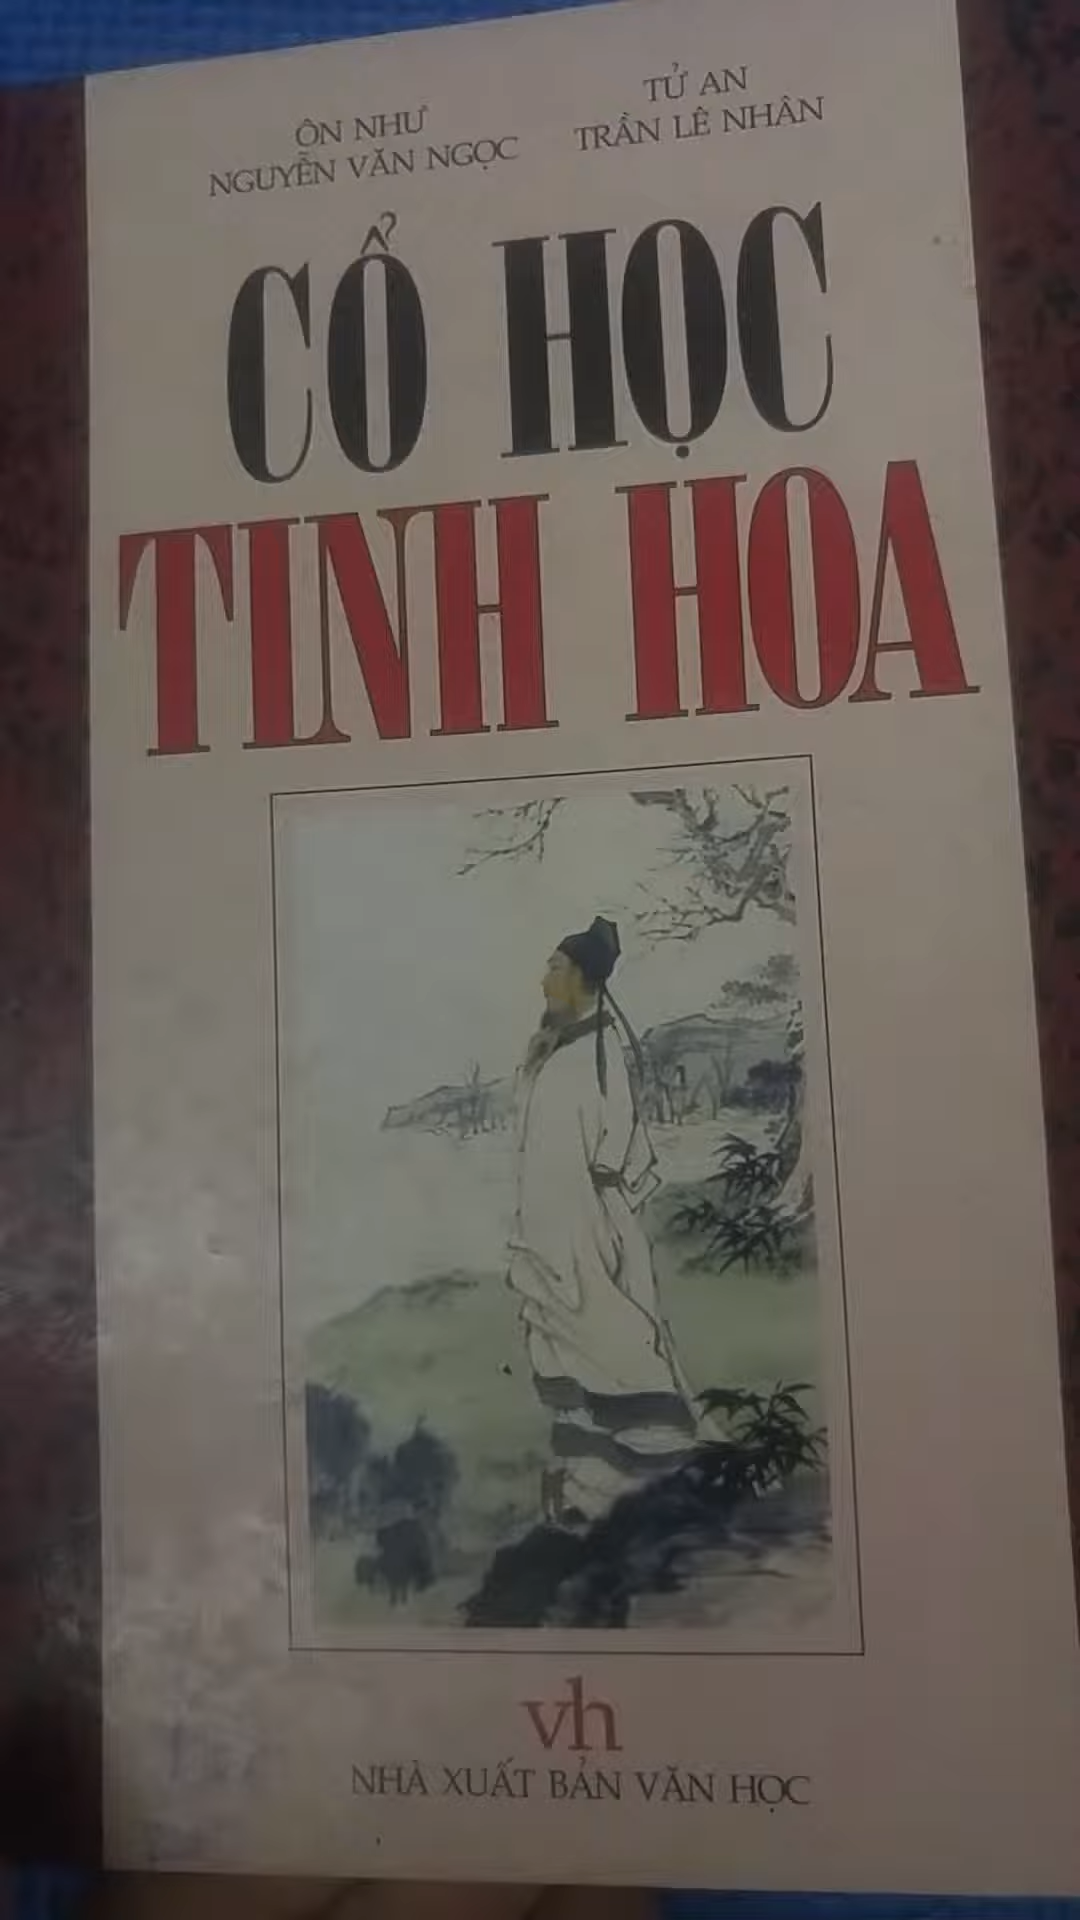 ÔN NHƯ
NGUYỄN VĂN NGỌC
TỬ AN
TRẦN LÊ NHÂN
CỔ HỌC
TINH HOA
vh
NHÀ XUẤT BẢN VĂN HỌC